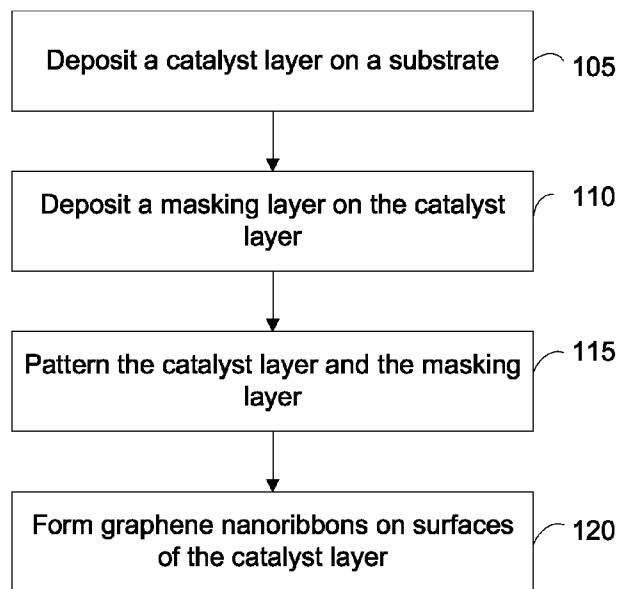 Deposit a catalyst layer on a substrate
105
Deposit a masking layer on the catalyst
layer
110
Pattern the catalyst layer and the masking
layer
115
Form graphene nanoribbons on surfaces
of the catalyst layer
120